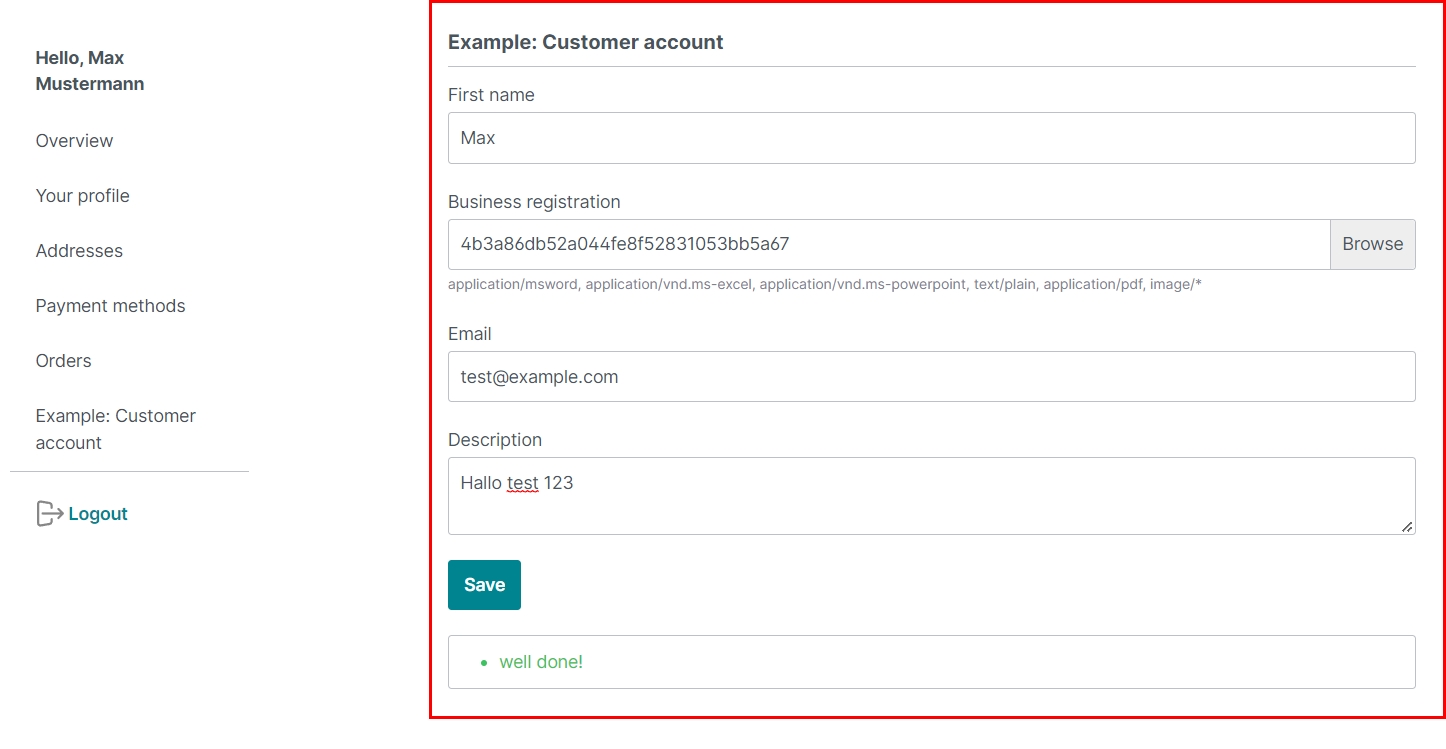 Hello, Max
Mustermann
Overview
Your profile
Addresses
Payment methods
Orders
Example: Customer
account
Logout
Example: Customer account
First name
Max
Business registration
4b3a86db52a044fe8f52831053bb5a67
Browse
application/msword, application/vnd.ms-excel, application/vnd.ms-powerpoint, text/plain, application/pdf, image/*
Email
test@example.com
Description
Hallo test 123
Save
well done!